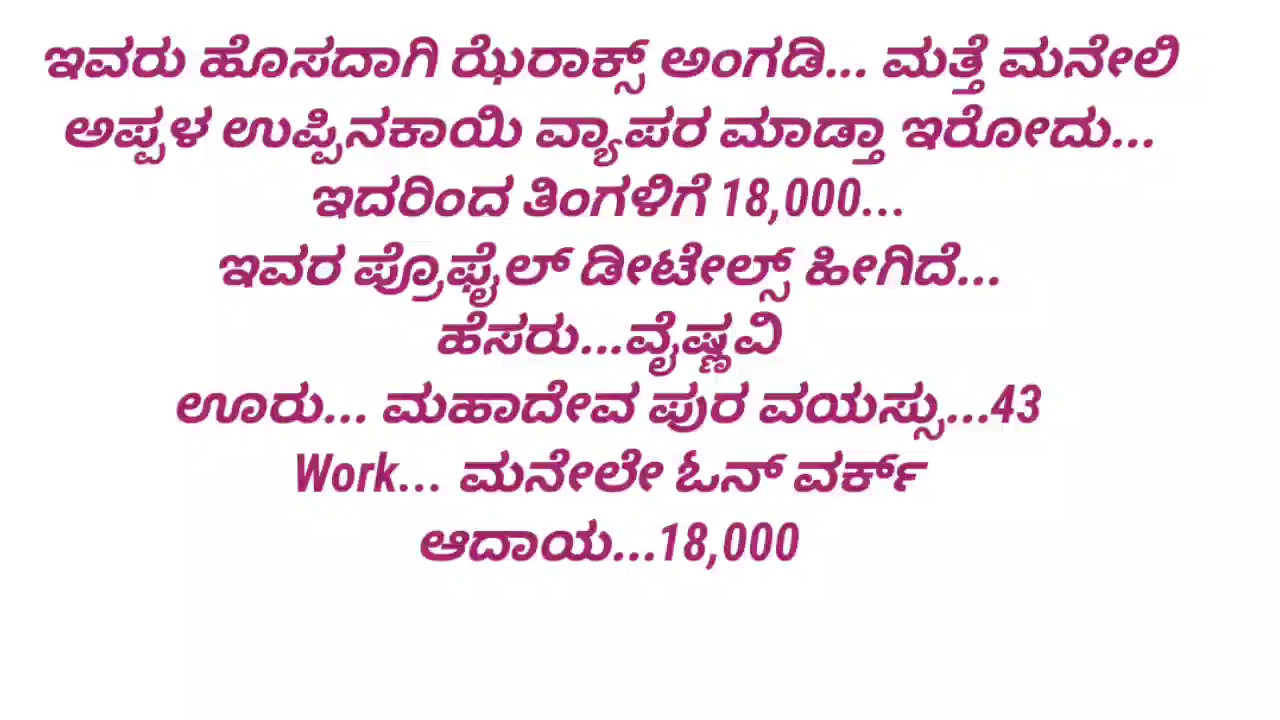 ಇವರು ಹೊಸದಾಗಿ ಝೆರಾಕ್ಸ್ ಅಂಗಡಿ... ಮತ್ತೆ ಮನೇಲಿ
ಅಪ್ಪಳ ಉಪ್ಪಿನಕಾಯಿ ವ್ಯಾಪರ ಮಾಡ್ತಾ ಇರೋದು...
ಇದರಿಂದ ತಿಂಗಳಿಗೆ 18,000...
ಇವರ ಪ್ರೊಫೈಲ್ ಡೀಟೇಲ್ಸ್ ಹೀಗಿದೆ...
ಹೆಸರು...ವೈಷ್ಣವಿ
ಊರು... ಮಹಾದೇವ ಪುರ ವಯಸ್ಸು...43
Work... ಮನೇಲೇ ಓನ್ ವರ್ಕ್
ಆದಾಯ...18,000